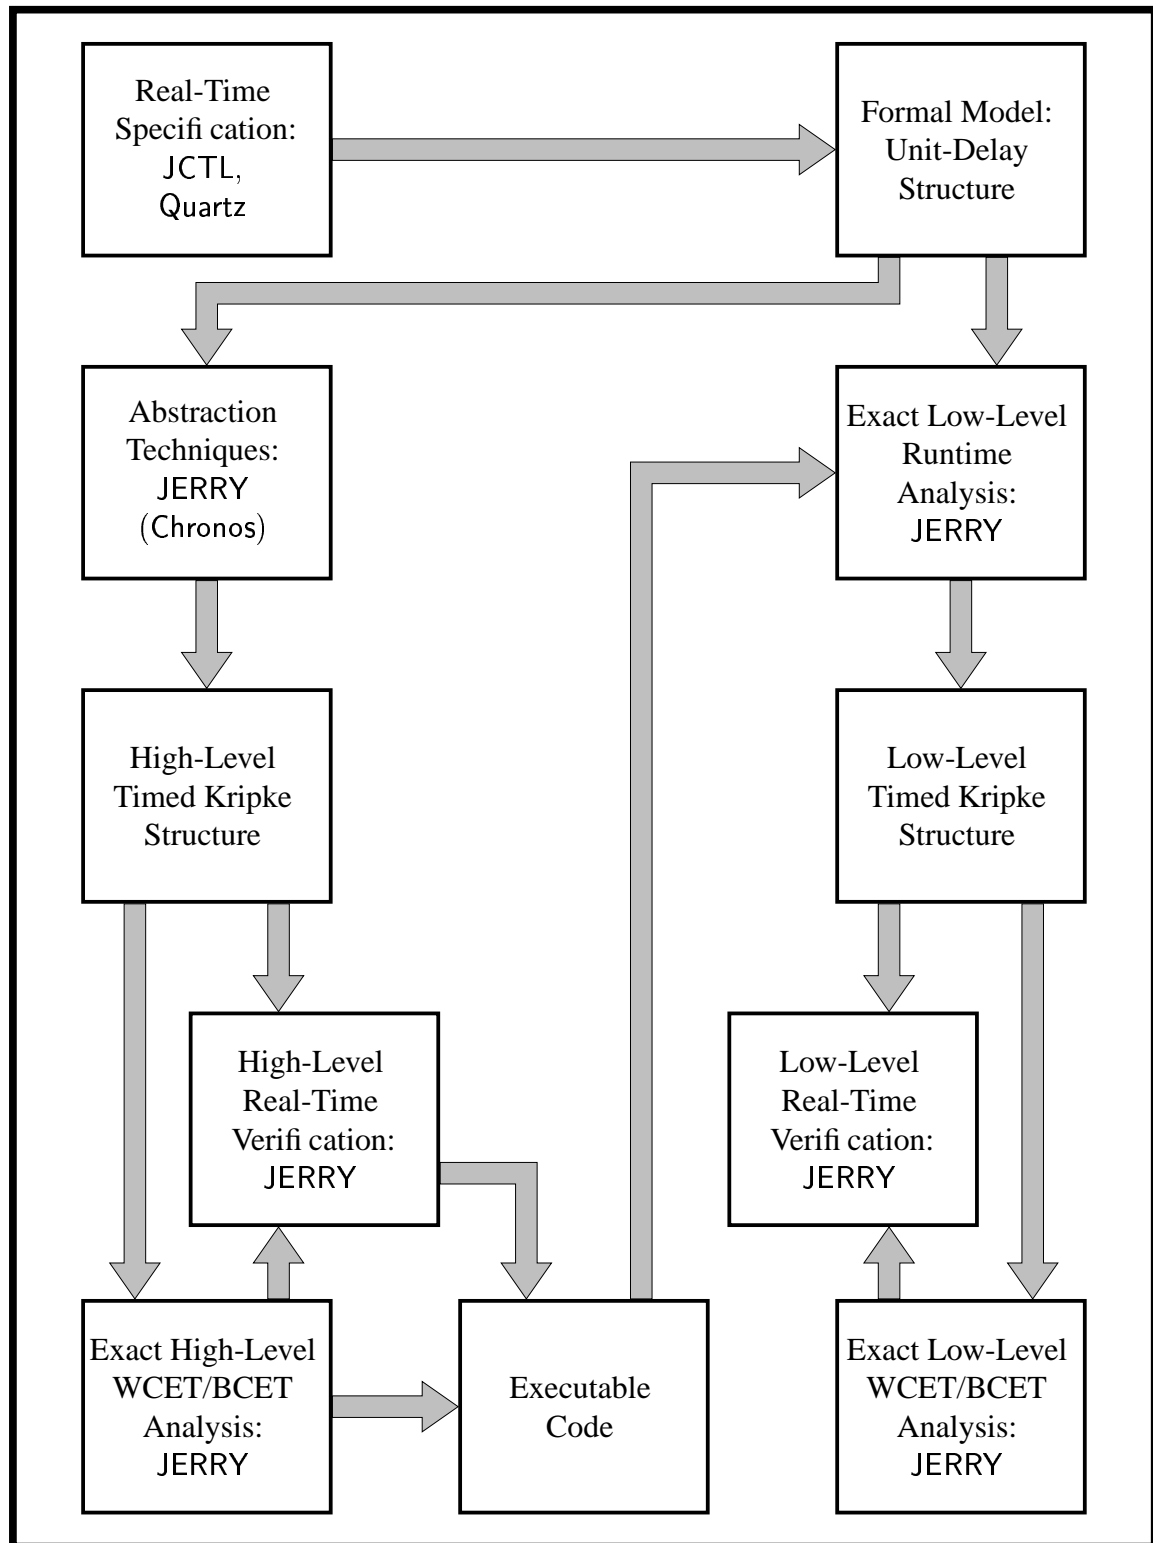 Real-Time
Specifi cation:
JCTL,
Quartz
Formal Model:
Unit-Delay
Structure
Abstraction
Techniques:
JERRY
(Chronos)
Exact Low-Level
Runtime
Analysis:
JERRY
High-Level
Timed Kripke
Structure
Low-Level
Timed Kripke
Structure
High-Level
Real-Time
Verifi cation:
JERRY
Low-Level
Real-Time
Verifi cation:
JERRY
Exact High-Level
WCET/BCET
Analysis:
JERRY
Executable
Code
Exact Low-Level
WCET/BCET
Analysis:
JERRY